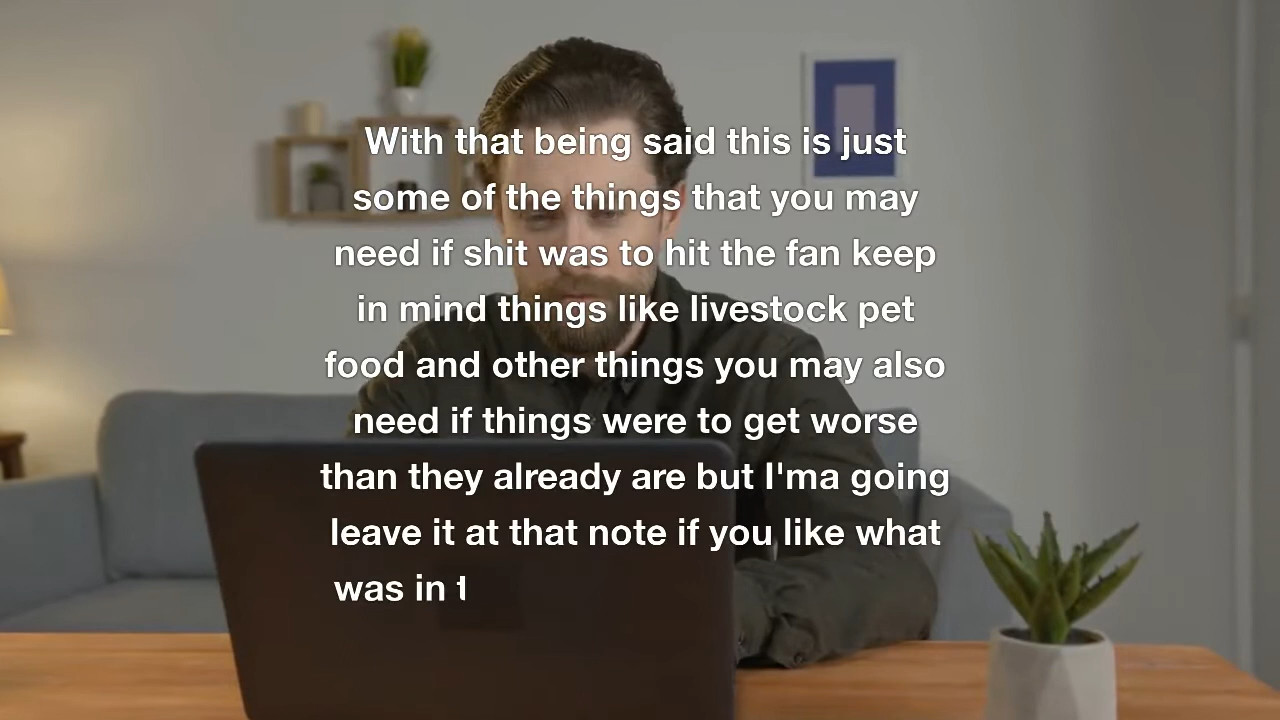 With that being said this is just
some of the things that you may
need if shit was to hit the fan keep
in mind things like livestock pet
food and other things you may also
need if things were to get worse
than they already are but I'ma going
leave it at that note if you like what
was in